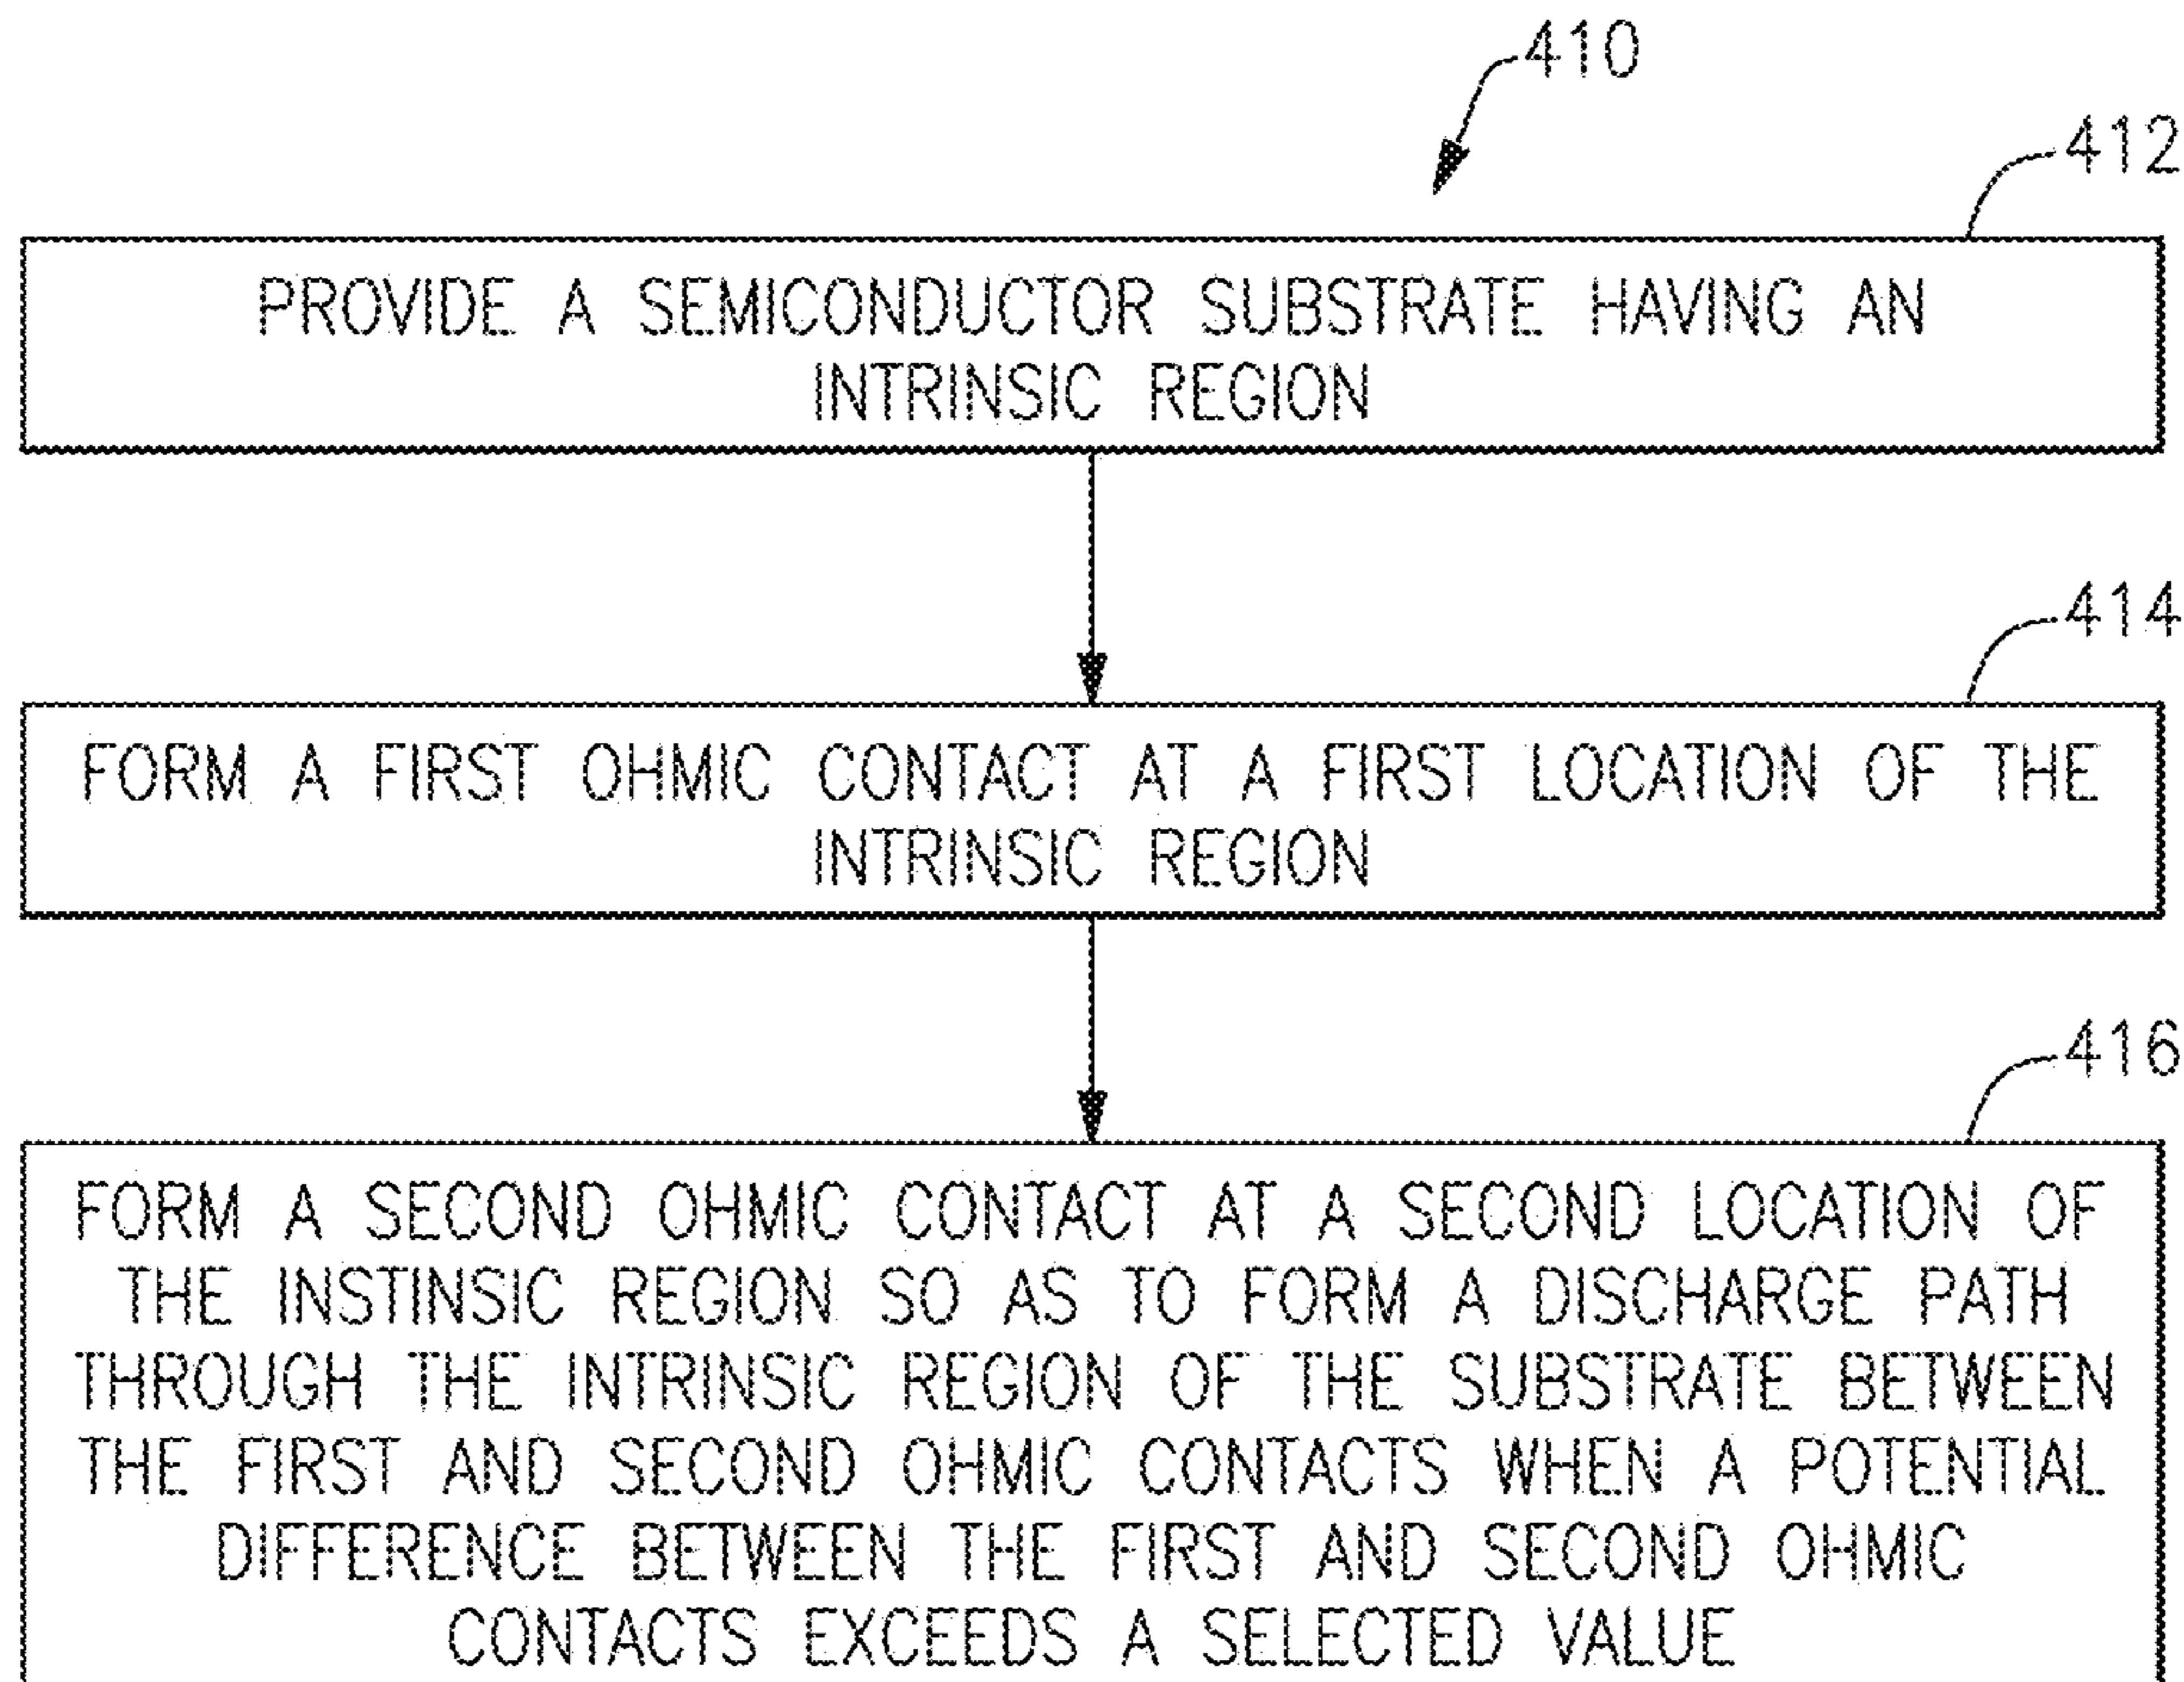 410
412
PROVIDE A SEMICONDUCTOR SUBSTRATE HAVING AN
INTRINSIC REGION
414
FORM A FIRST OHMIC CONTACT AT A FIRST LOCATION OF THE
INTRINSIC REGION
416
FORM A SECOND OHMIC CONTACT AT A SECOND LOCATION OF
THE INSTINSIC REGION SO AS TO FORM A DISCHARGE PATH
THROUGH THE INTRINSIC REGION OF THE SUBSTRATE BETWEEN
THE FIRST AND SECOND OHMIC CONTACTS WHEN A POTENTIAL
DIFFERENCE BETWEEN THE FIRST AND SECOND OHMIC
CONTACTS EXCEEDS A SELECTED VALUE